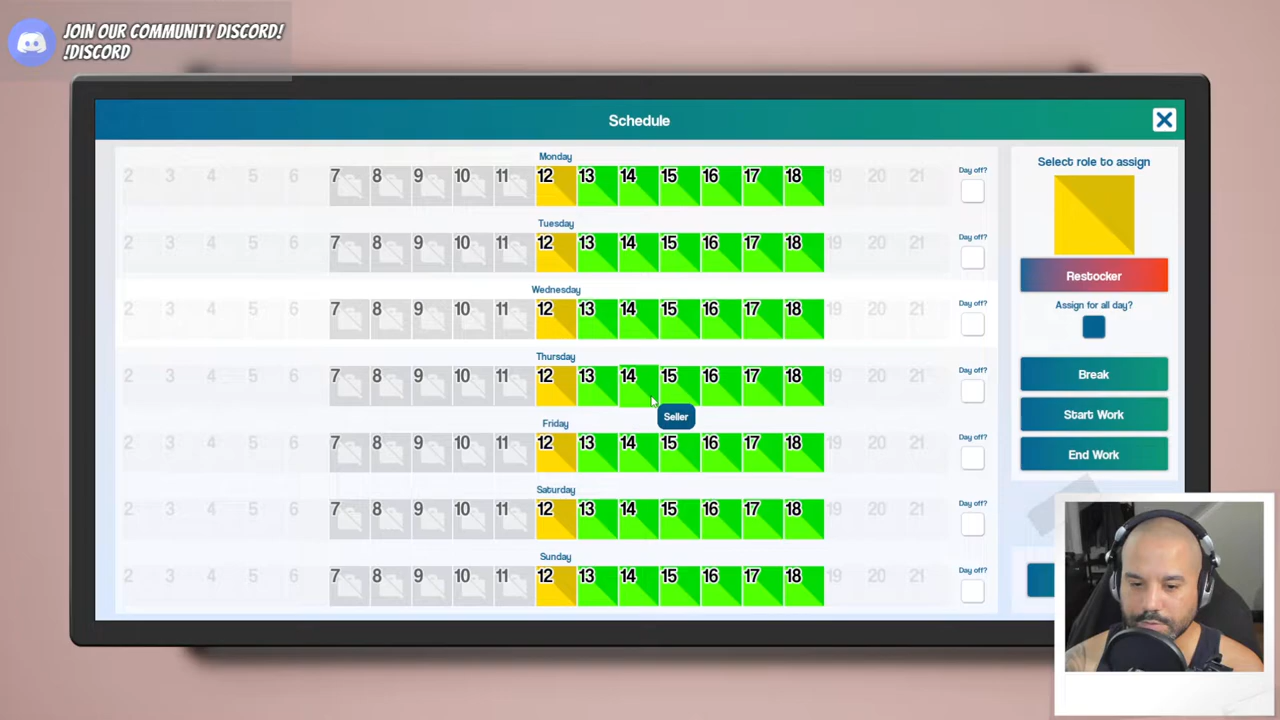 JOIN OUR COMMUNITY DISCORD!
!DISCORD
Schedule
Monday
2 3 4 5 6 7 8 9 10 11 12 13 14 15 16 17 18 19 20 21
Day off?
Tuesday
2 3 4 5 6 7 8 9 10 11 12 13 14 15 16 17 18 19 20 21
Day off?
Wednesday
2 3 4 5 6 7 8 9 10 11 12 13 14 15 16 17 18 19 20 21
Day off?
Thursday
2 3 4 5 6 7 8 9 10 11 12 13 14 15 16 17 18 19 20 21
Day off?
Seller
Friday
2 3 4 5 6 7 8 9 10 11 12 13 14 15 16 17 18 19 20 21
Day off?
Saturday
2 3 4 5 6 7 8 9 10 11 12 13 14 15 16 17 18 19 20 21
Day off?
Sunday
2 3 4 5 6 7 8 9 10 11 12 13 14 15 16 17 18 19 20 21
Day off?
Select role to assign
Restocker
Assign for all day?
Break
Start Work
End Work